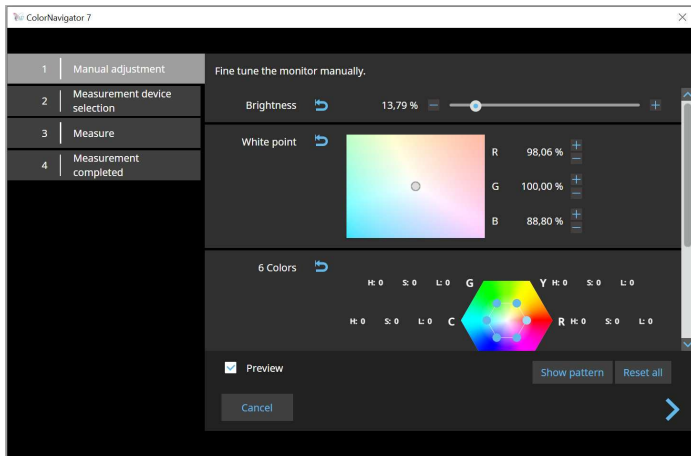 ColorNavigator 7
1 Manual adjustment
2 Measurement device
selection
3 Measure
4 Measurement
completed
Fine tune the monitor manually.
Brightness 13,79 %
White point
R 98,06 %
G 100,00 %
B 88,80 %
6 Colors
H: 0 S: 0 L: 0 G Y H: 0 S: 0 L: 0
H: 0 S: 0 L: 0 C R H: 0 S: 0 L: 0
Preview
Show pattern Reset all
Cancel